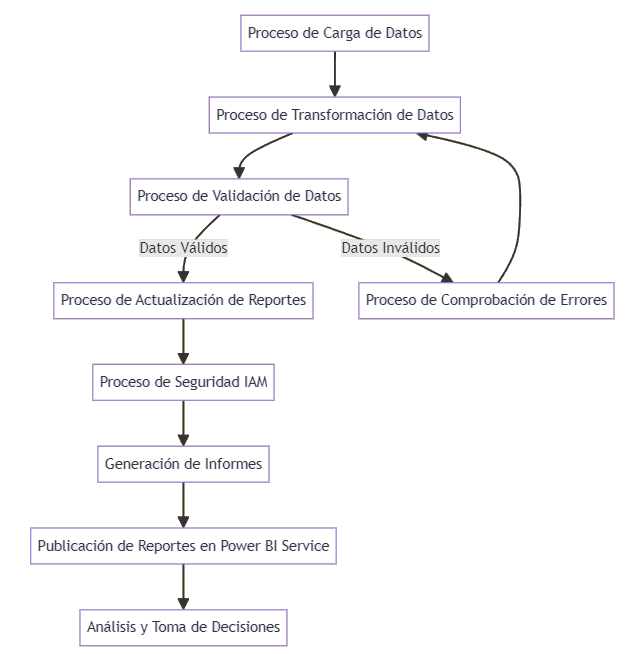 Proceso de Carga de Datos
Proceso de Transformación de Datos
Proceso de Validación de Datos
Datos Válidos
Datos Inválidos
Proceso de Actualización de Reportes
Proceso de Comprobación de Errores
Proceso de Seguridad IAM
Generación de Informes
Publicación de Reportes en Power BI Service
Análisis y Toma de Decisiones